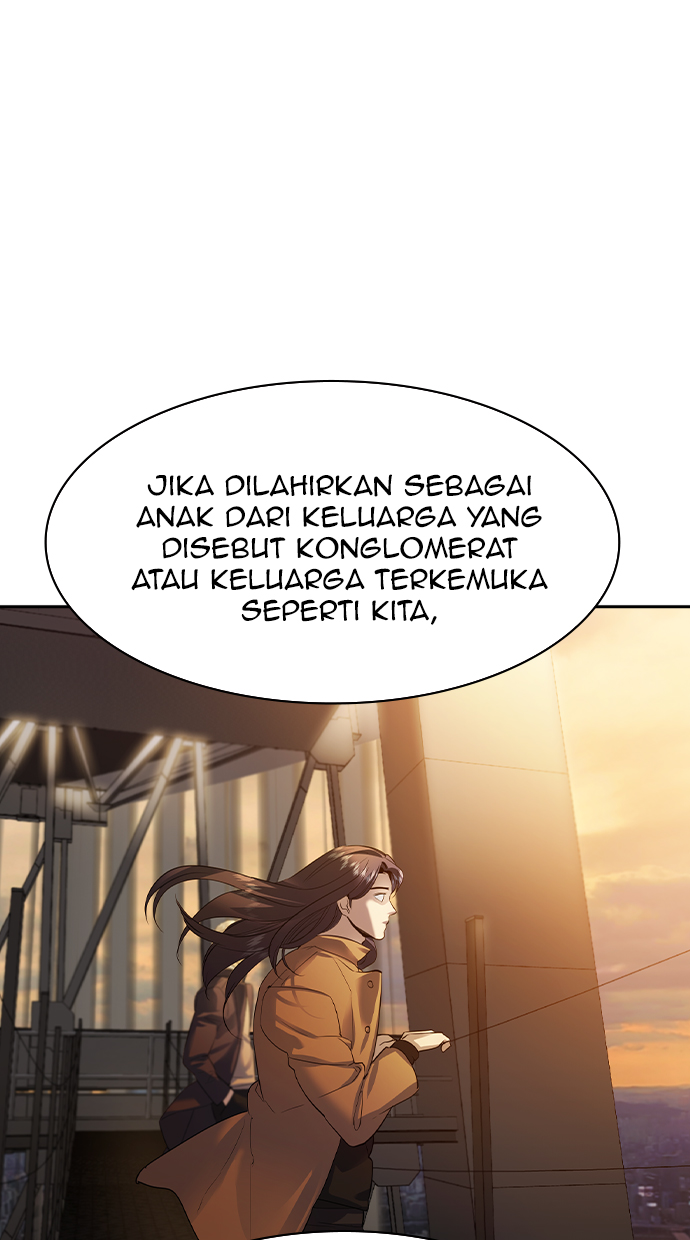 JIKA DILAHIRKAN SEBAGAI
ANAK DARI KELUARGA YANG
DISEBUT KONGLOMERAT
ATAU KELUARGA TERKEMUKA
SEPERTI KITA,